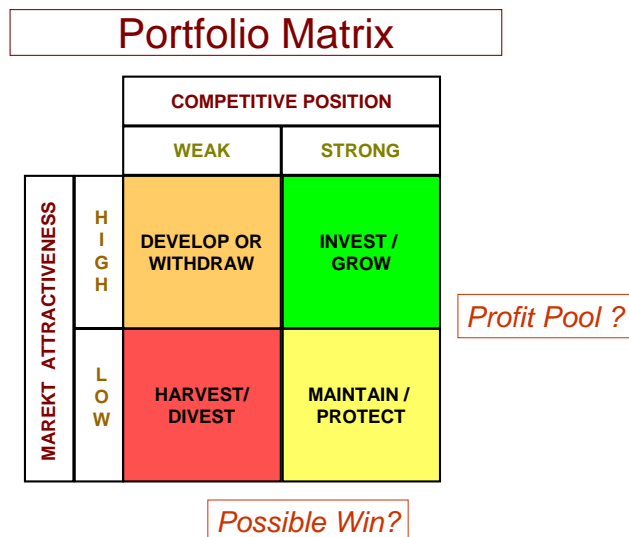 Portfolio Matrix
COMPETITIVE POSITION
WEAK
STRONG
MAREKT ATTRACTIVENESS
HIGH
DEVELOP OR
WITHDRAW
INVEST /
GROW
Profit Pool ?
LOW
HARVEST/
DIVEST
MAINTAIN /
PROTECT
Possible Win?